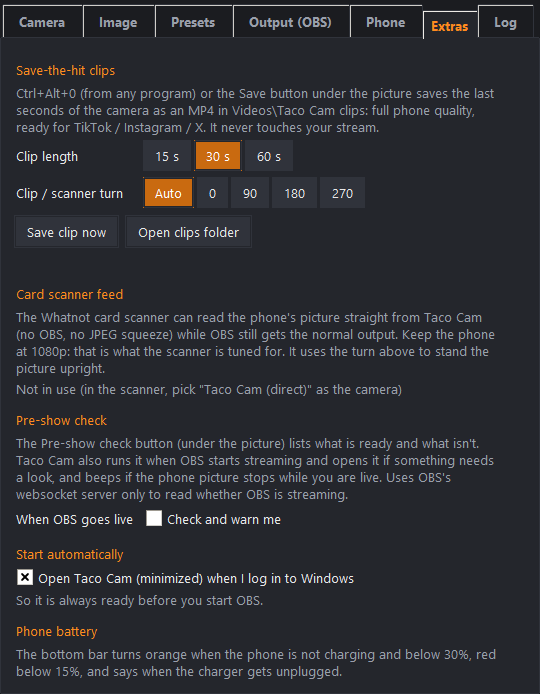 Camera
Image
Presets
Output (OBS)
Phone
Extras
Log
Save-the-hit clips
Ctrl+Alt+0 (from any program) or the Save button under the picture saves the last
seconds of the camera as an MP4 in Videos\Taco Cam clips: full phone quality,
ready for TikTok / Instagram / X. It never touches your stream.
Clip length 15 s 30 s 60 s
Clip / scanner turn Auto 0 90 180 270
Save clip now Open clips folder
Card scanner feed
The Whatnot card scanner can read the phone's picture straight from Taco Cam
(no OBS, no JPEG squeeze) while OBS still gets the normal output. Keep the phone
at 1080p: that is what the scanner is tuned for. It uses the turn above to stand the
picture upright.
Not in use (in the scanner, pick "Taco Cam (direct)" as the camera)
Pre-show check
The Pre-show check button (under the picture) lists what is ready and what isn't.
Taco Cam also runs it when OBS starts streaming and opens it if something needs
a look, and beeps if the phone picture stops while you are live. Uses OBS's
websocket server only to read whether OBS is streaming.
When OBS goes live Check and warn me
Start automatically
Open Taco Cam (minimized) when I log in to Windows
So it is always ready before you start OBS.
Phone battery
The bottom bar turns orange when the phone is not charging and below 30%, red
below 15%, and says when the charger gets unplugged.